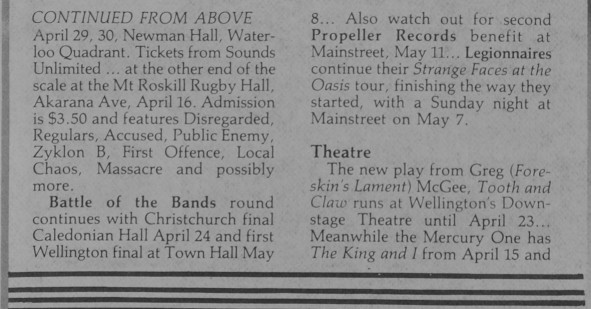 CONTINUED FROM ABOVE
April 29, 30, Newman Hall, Water-
loo Quadrant. Tickets from Sounds
Unlimited ... at the other end of the
scale at the Mt Roskill Rugby Hall,
Akarana Ave, April 16. Admission
is $3.50 and features Disregarded,
Regulars, Accused, Public Enemy,
Zyklon B, First Offence, Local
Chaos, Massacre and possibly
more.
Battle of the Bands round
continues with Christchurch final
Caledonian Hall April 24 and first
Wellington final at Town Hall May
8... Also watch out for second
Propeller Records benefit at
Mainstreet, May 11... Legionnaires
continue their Strange Faces at the
Oasis tour, finishing the way they
started, with a Sunday night at
Mainstreet on May 7.
Theatre
The new play from Greg (Fore-
skin's Lament) McGee, Tooth and
Claw runs at Wellington's Down-
stage Theatre until April 23...
Meanwhile the Mercury One has
The King and I from April 15 and